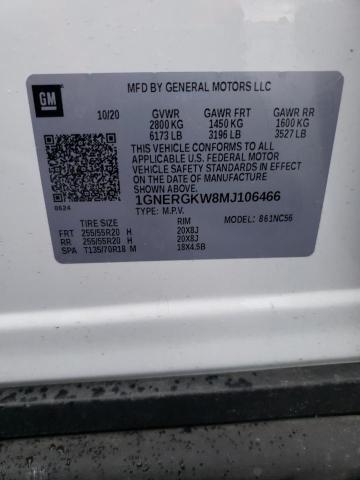 GM
MFD BY GENERAL MOTORS LLC
10/20 GVWR GAWR FRT GAWR RR
2800 KG 1450 KG 1600 KG
6173 LB 3196 LB 3527 LB
THIS VEHICLE CONFORMS TO ALL
APPLICABLE U.S. FEDERAL MOTOR
VEHICLE SAFETY STANDARDS IN
EFFECT ON THE DATE OF
MANUFACTURE SHOWN ABOVE.
1GNERGKW8MJ106466
0624 TYPE: M.P.V. MODEL: 861NC56
TIRE SIZE RIM
FRT 255/55R20 H 20X8J
RR 255/55R20 H 20X8J
SPA T135/70R18 M 18X4.5B